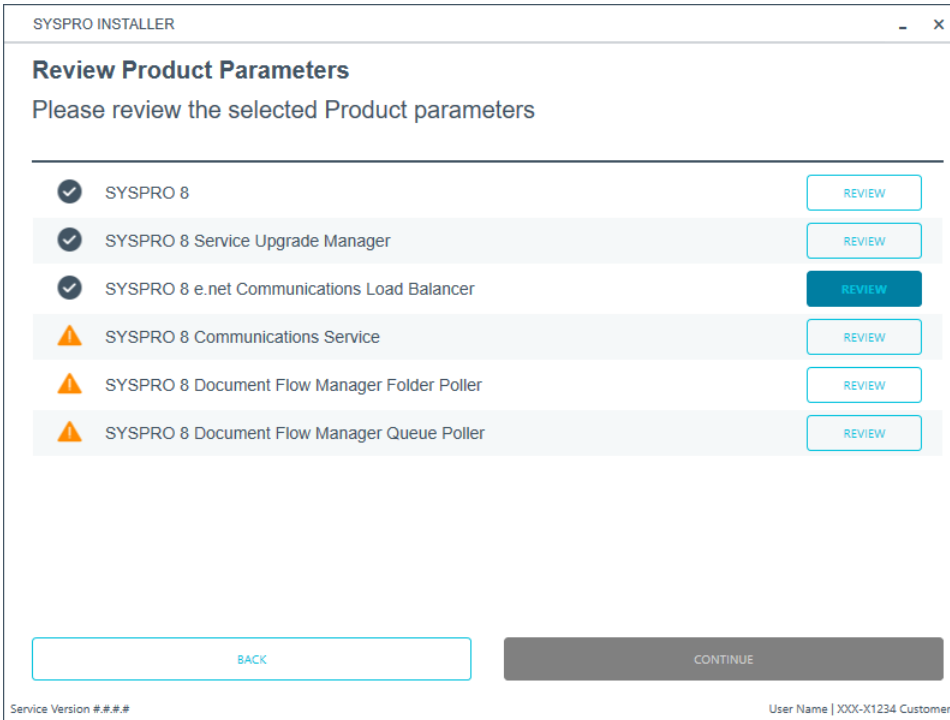 SYSPRO INSTALLER
Review Product Parameters
Please review the selected Product parameters
SYSPRO 8 REVIEW
SYSPRO 8 Service Upgrade Manager REVIEW
SYSPRO 8 e.net Communications Load Balancer REVIEW
SYSPRO 8 Communications Service REVIEW
SYSPRO 8 Document Flow Manager Folder Poller REVIEW
SYSPRO 8 Document Flow Manager Queue Poller REVIEW
BACK CONTINUE
Service Version #.#.#.# User Name | XXX-X1234 Customer